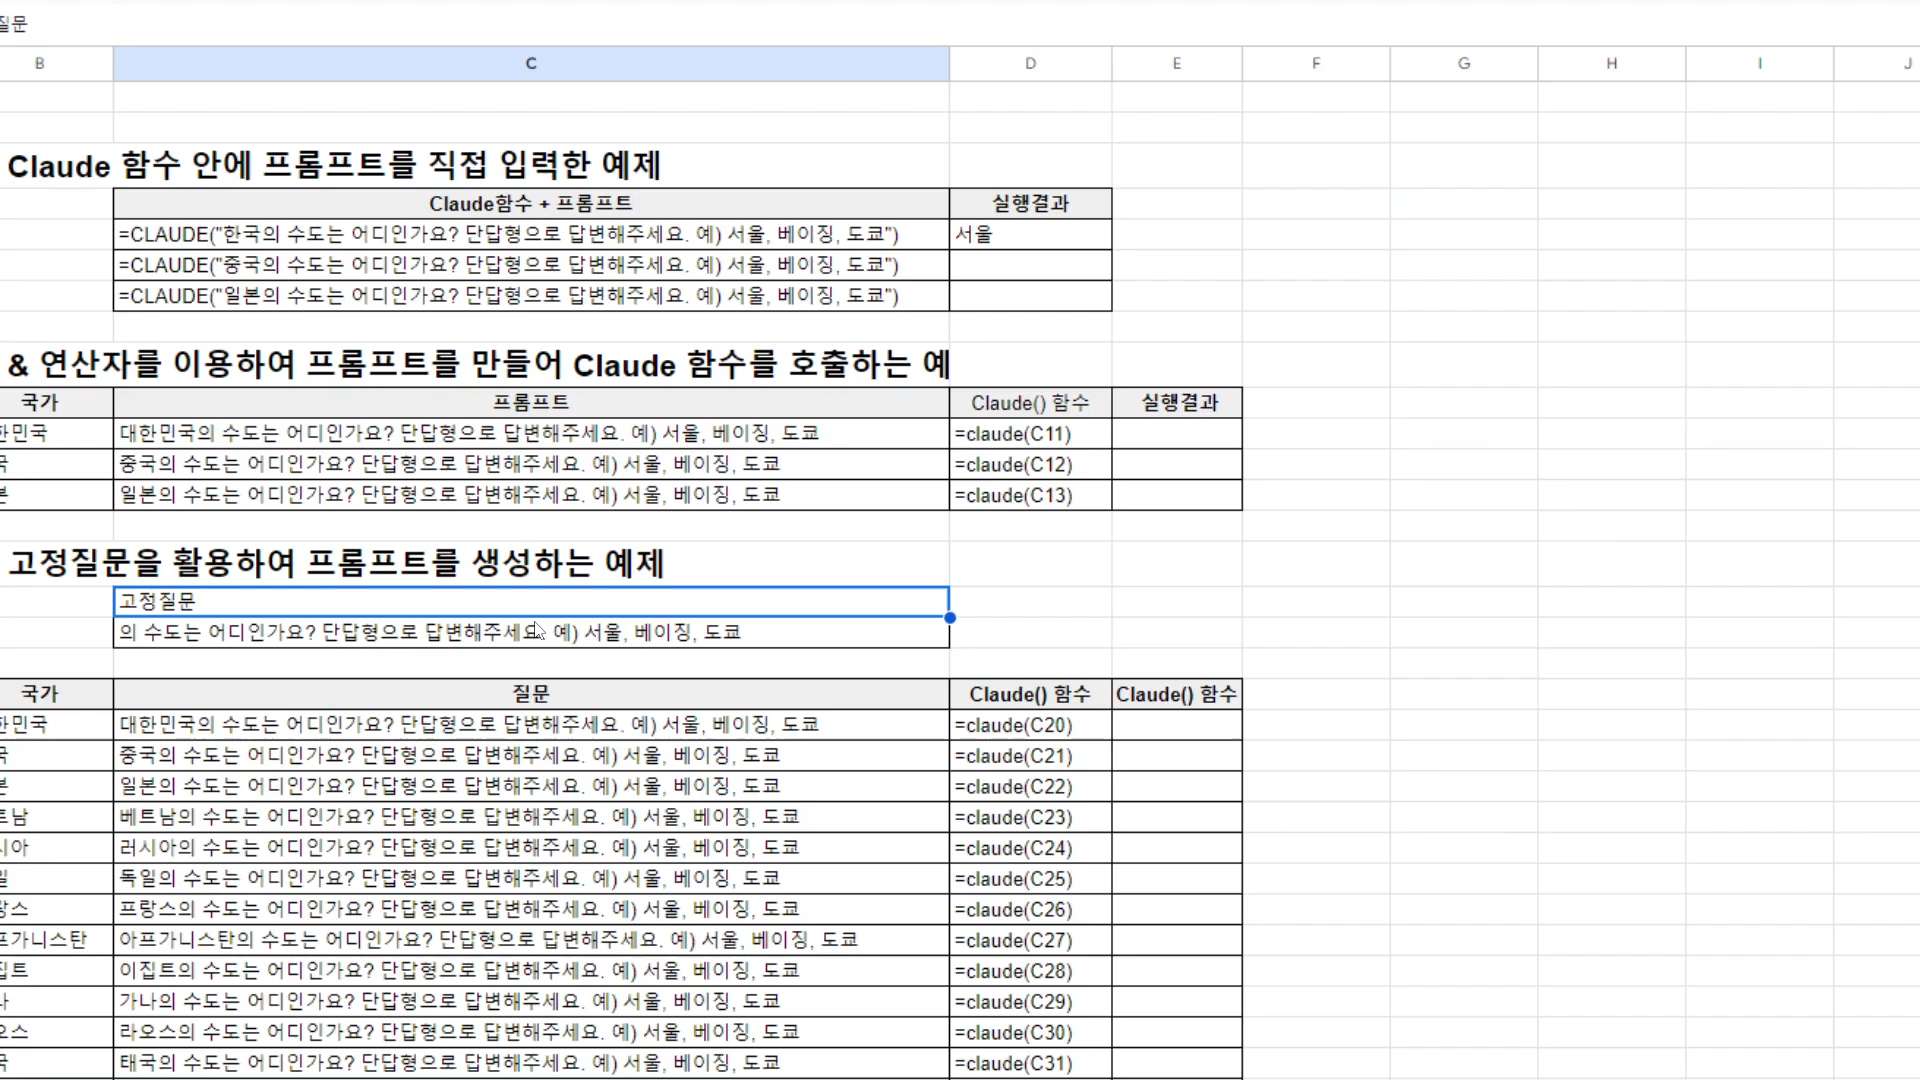 질문
B C D E F G H I J
Claude 함수 안에 프롬프트를 직접 입력한 예제
Claude함수 + 프롬프트 실행결과
=CLAUDE("한국의 수도는 어디인가요? 단답형으로 답변해주세요. 예) 서울, 베이징, 도쿄") 서울
=CLAUDE("중국의 수도는 어디인가요? 단답형으로 답변해주세요. 예) 서울, 베이징, 도쿄")
=CLAUDE("일본의 수도는 어디인가요? 단답형으로 답변해주세요. 예) 서울, 베이징, 도쿄")
& 연산자를 이용하여 프롬프트를 만들어 Claude 함수를 호출하는 예
국가 프롬프트 Claude() 함수 실행결과
한민국 대한민국의 수도는 어디인가요? 단답형으로 답변해주세요. 예) 서울, 베이징, 도쿄 =claude(C11)
국 중국의 수도는 어디인가요? 단답형으로 답변해주세요. 예) 서울, 베이징, 도쿄 =claude(C12)
본 일본의 수도는 어디인가요? 단답형으로 답변해주세요. 예) 서울, 베이징, 도쿄 =claude(C13)
고정질문을 활용하여 프롬프트를 생성하는 예제
고정질문
의 수도는 어디인가요? 단답형으로 답변해주세요. 예) 서울, 베이징, 도쿄
국가 질문 Claude() 함수 Claude() 함수
한민국 대한민국의 수도는 어디인가요? 단답형으로 답변해주세요. 예) 서울, 베이징, 도쿄 =claude(C20)
국 중국의 수도는 어디인가요? 단답형으로 답변해주세요. 예) 서울, 베이징, 도쿄 =claude(C21)
본 일본의 수도는 어디인가요? 단답형으로 답변해주세요. 예) 서울, 베이징, 도쿄 =claude(C22)
트남 베트남의 수도는 어디인가요? 단답형으로 답변해주세요. 예) 서울, 베이징, 도쿄 =claude(C23)
시아 러시아의 수도는 어디인가요? 단답형으로 답변해주세요. 예) 서울, 베이징, 도쿄 =claude(C24)
일 독일의 수도는 어디인가요? 단답형으로 답변해주세요. 예) 서울, 베이징, 도쿄 =claude(C25)
랑스 프랑스의 수도는 어디인가요? 단답형으로 답변해주세요. 예) 서울, 베이징, 도쿄 =claude(C26)
프가니스탄 아프가니스탄의 수도는 어디인가요? 단답형으로 답변해주세요. 예) 서울, 베이징, 도쿄 =claude(C27)
집트 이집트의 수도는 어디인가요? 단답형으로 답변해주세요. 예) 서울, 베이징, 도쿄 =claude(C28)
나 가나의 수도는 어디인가요? 단답형으로 답변해주세요. 예) 서울, 베이징, 도쿄 =claude(C29)
오스 라오스의 수도는 어디인가요? 단답형으로 답변해주세요. 예) 서울, 베이징, 도쿄 =claude(C30)
국 태국의 수도는 어디인가요? 단답형으로 답변해주세요. 예) 서울, 베이징, 도쿄 =claude(C31)